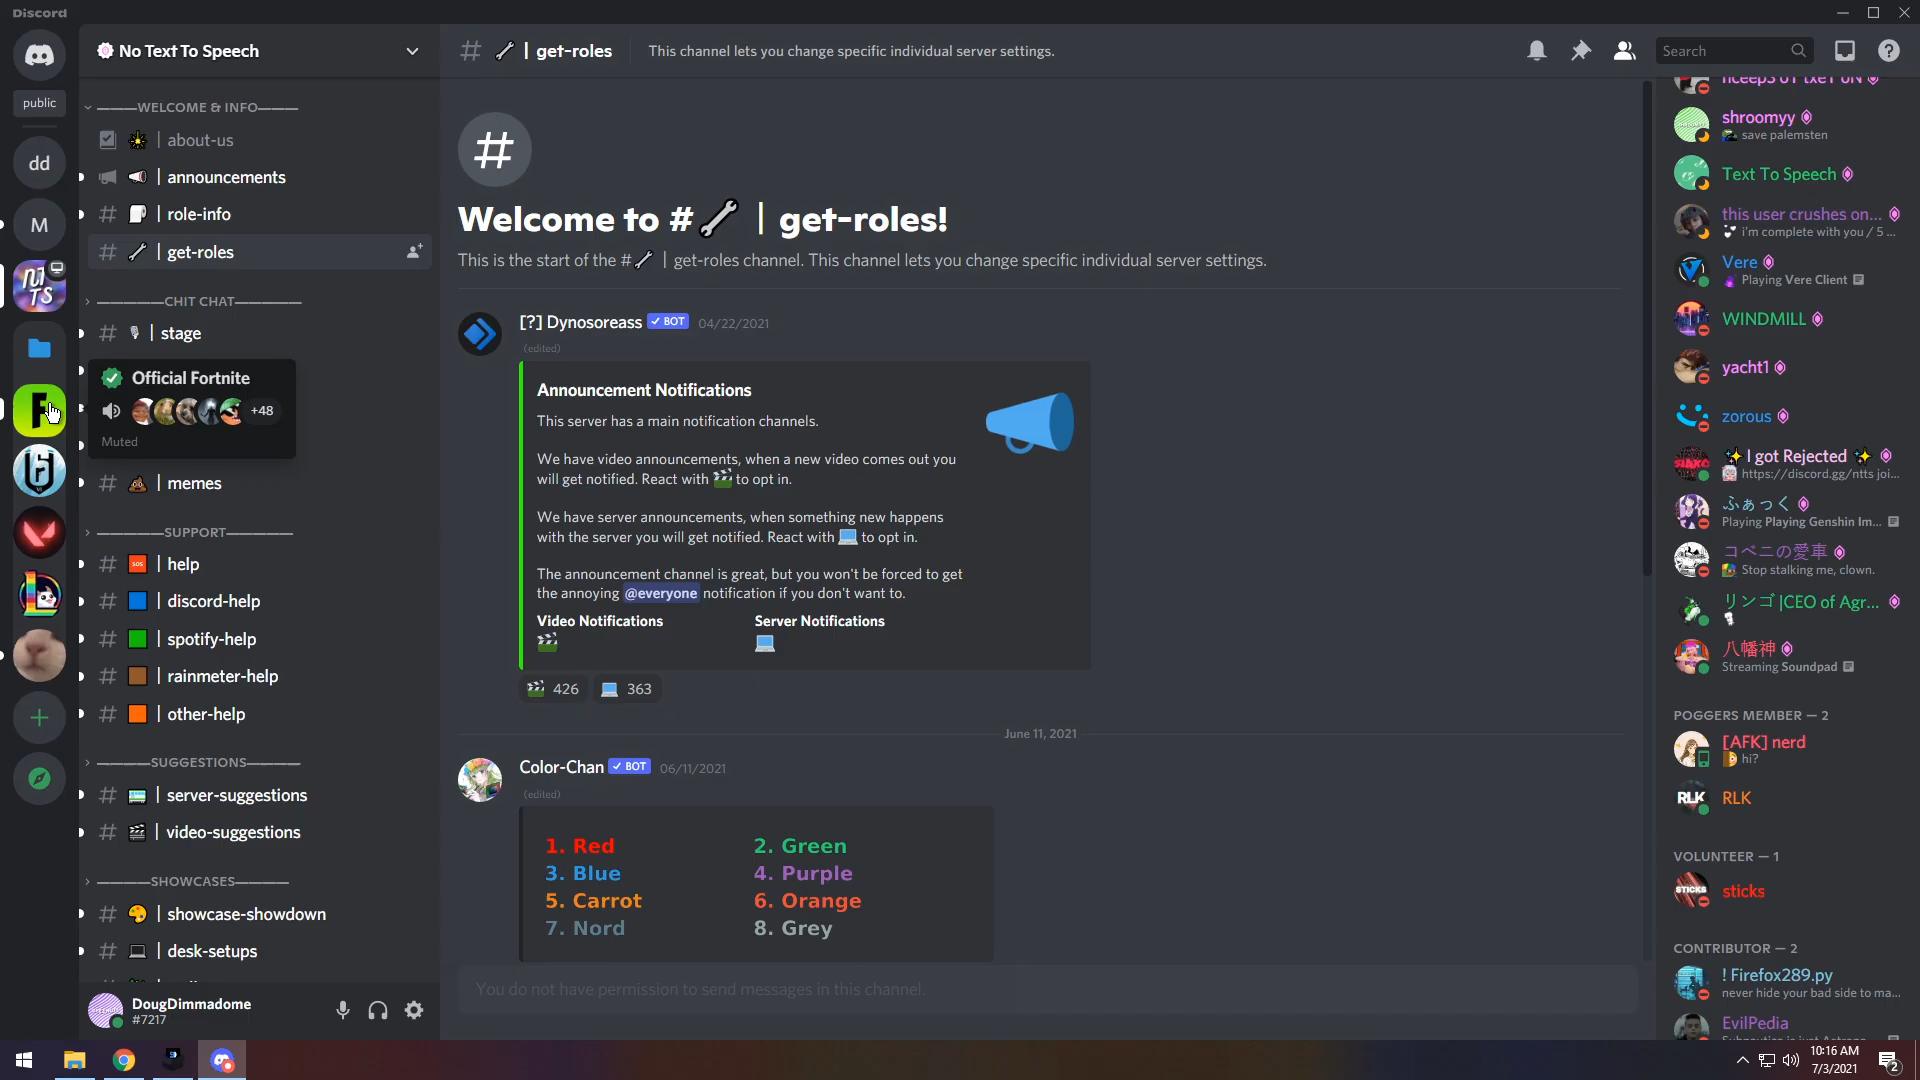 Discord
public
dd
M
No Text To Speech
WELCOME & INFO
| about-us
| announcements
| role-info
| get-roles
CHIT CHAT
| stage
Official Fortnite
+48
Muted
| memes
SUPPORT
| help
| discord-help
| spotify-help
| rainmeter-help
| other-help
SUGGESTIONS
| server-suggestions
| video-suggestions
SHOWCASES
| showcase-showdown
| desk-setups
DougDimmadome
#7217
# | get-roles
This channel lets you change specific individual server settings.
Search
#
Welcome to # | get-roles!
This is the start of the # | get-roles channel. This channel lets you change specific individual server settings.
[?] Dynosoreass ✓ BOT 04/22/2021
(edited)
Announcement Notifications
This server has a main notification channels.
We have video announcements, when a new video comes out you
will get notified. React with to opt in.
We have server announcements, when something new happens
with the server you will get notified. React with to opt in.
The announcement channel is great, but you won't be forced to get
the annoying @everyone notification if you don't want to.
Video Notifications Server Notifications
426 363
June 11, 2021
Color-Chan ✓ BOT 06/11/2021
(edited)
1. Red 2. Green
3. Blue 4. Purple
5. Carrot 6. Orange
7. Nord 8. Grey
You do not have permission to send messages in this channel.
shroomyy
save palemsten
Text To Speech
this user crushes on...
i'm complete with you / 5 ...
Vere
Playing Vere Client
WINDMILL
yacht1
zorous
✨ I got Rejected ✨
https://discord.gg/ntts joi...
ふぁっく
Playing Playing Genshin Im...
コベニの愛車
Stop stalking me, clown.
リンゴ |CEO of Agr...
八幡神
Streaming Soundpad
POGGERS MEMBER — 2
[AFK] nerd
hi?
RLK
RLK
VOLUNTEER — 1
STICKS
sticks
CONTRIBUTOR — 2
! Firefox289.py
never hide your bad side to ma...
EvilPedia
10:16 AM
7/3/2021
2